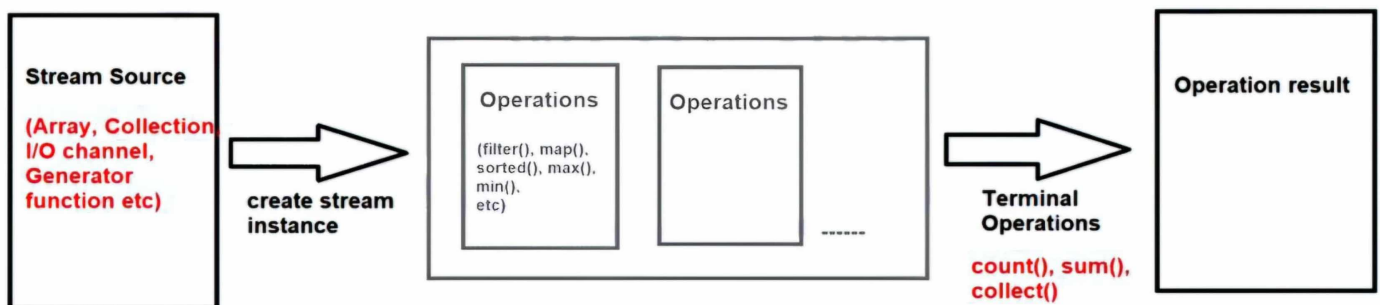 Stream Source
(Array, Collection,
I/O channel,
Generator
function etc)
create stream
instance
Operations
(filter(), map(),
sorted(), max(),
min(),
etc)
Operations
------
Terminal
Operations
count(), sum(),
collect()
Operation result